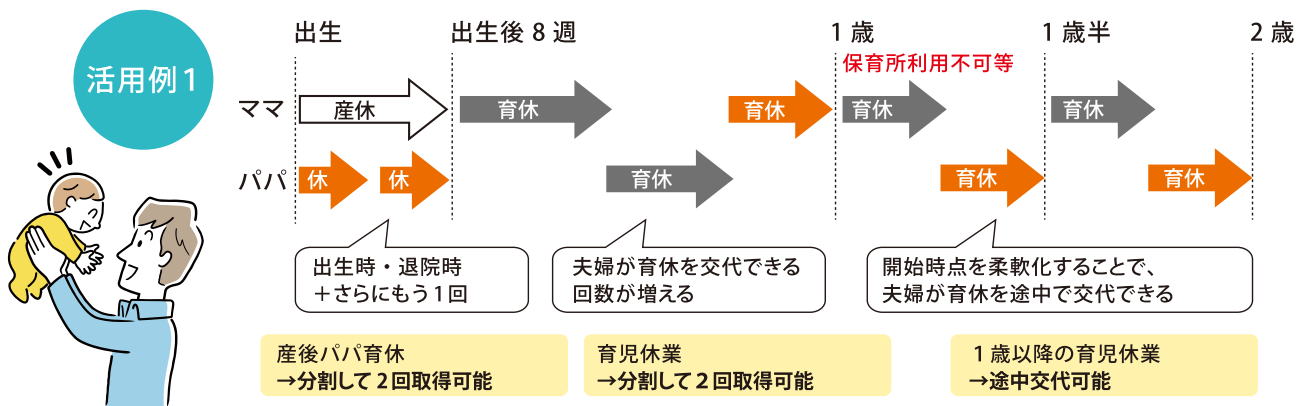 活用例1
出生
出生後8週
1歳
1歳半
2歳
保育所利用不可等
ママ
産休
育休
育休
育休
育休
パパ
休
休
育休
育休
育休
出生時・退院時
＋さらにもう1回
夫婦が育休を交代できる
回数が増える
開始時点を柔軟化することで、
夫婦が育休を途中で交代できる
産後パパ育休
→分割して2回取得可能
育児休業
→分割して2回取得可能
1歳以降の育児休業
→途中交代可能